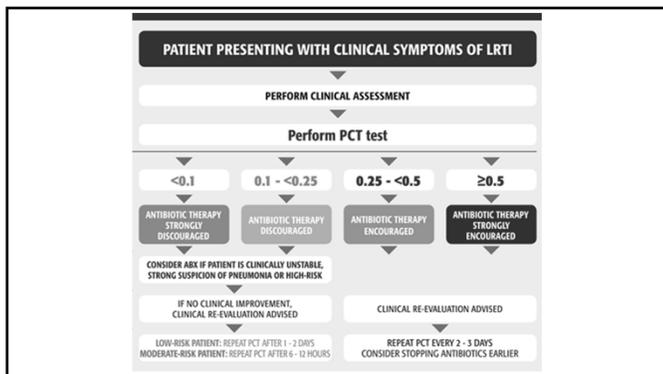 PATIENT PRESENTING WITH CLINICAL SYMPTOMS OF LRTI
PERFORM CLINICAL ASSESSMENT
Perform PCT test
<0.1
0.1 - <0.25
0.25 - <0.5
≥0.5
ANTIBIOTIC THERAPY
STRONGLY
DISCOURAGED
ANTIBIOTIC THERAPY
DISCOURAGED
ANTIBIOTIC THERAPY
ENCOURAGED
ANTIBIOTIC THERAPY
STRONGLY
ENCOURAGED
CONSIDER ABX IF PATIENT IS CLINICALLY UNSTABLE,
STRONG SUSPICION OF PNEUMONIA OR HIGH-RISK
IF NO CLINICAL IMPROVEMENT,
CLINICAL RE-EVALUATION ADVISED
LOW-RISK PATIENT: REPEAT PCT AFTER 1 - 2 DAYS
MODERATE-RISK PATIENT: REPEAT PCT AFTER 6 - 12 HOURS
CLINICAL RE-EVALUATION ADVISED
REPEAT PCT EVERY 2 - 3 DAYS
CONSIDER STOPPING ANTIBIOTICS EARLIER